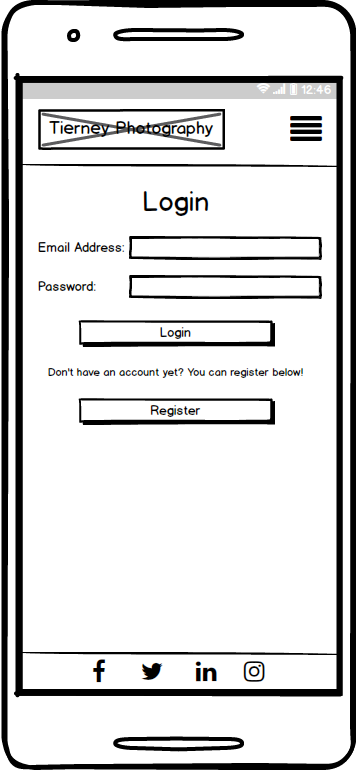 12:46
Tierney Photography
Login
Email Address:
Password:
Login
Don't have an account yet? You can register below!
Register